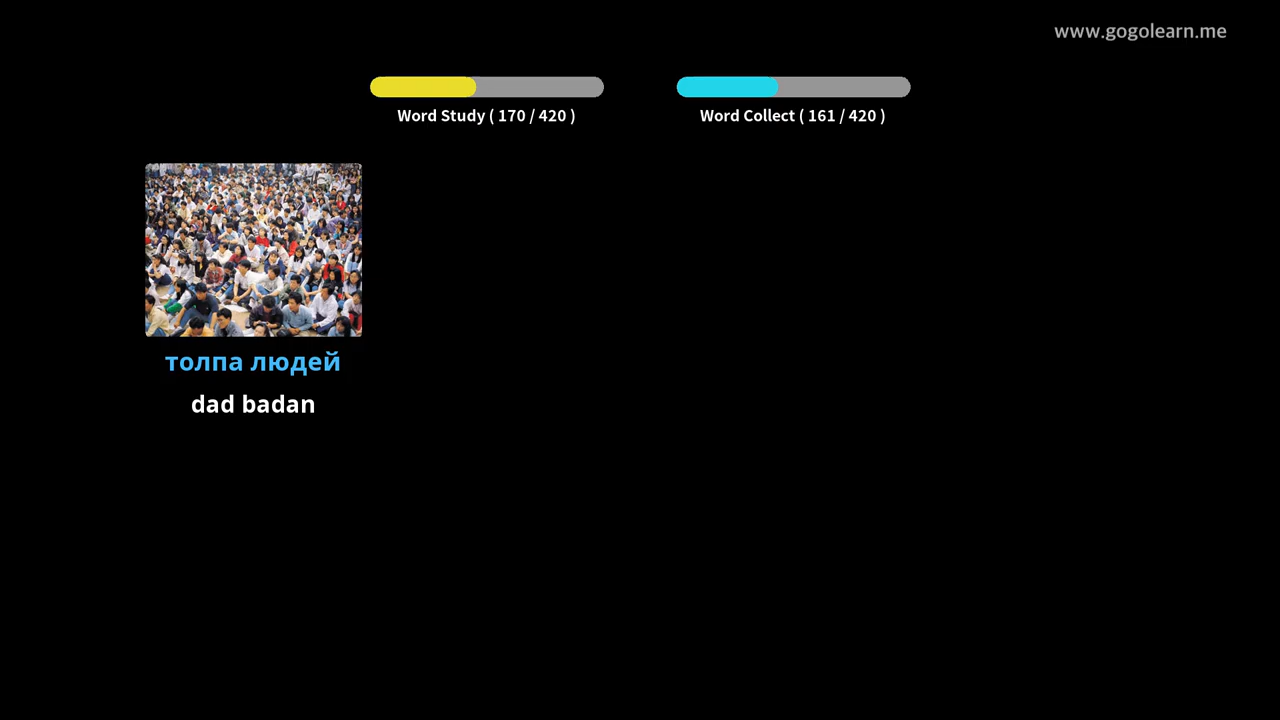 www.gogolearn.me
Word Study ( 170 / 420 )
Word Collect ( 161 / 420 )
толпа людей
dad badan